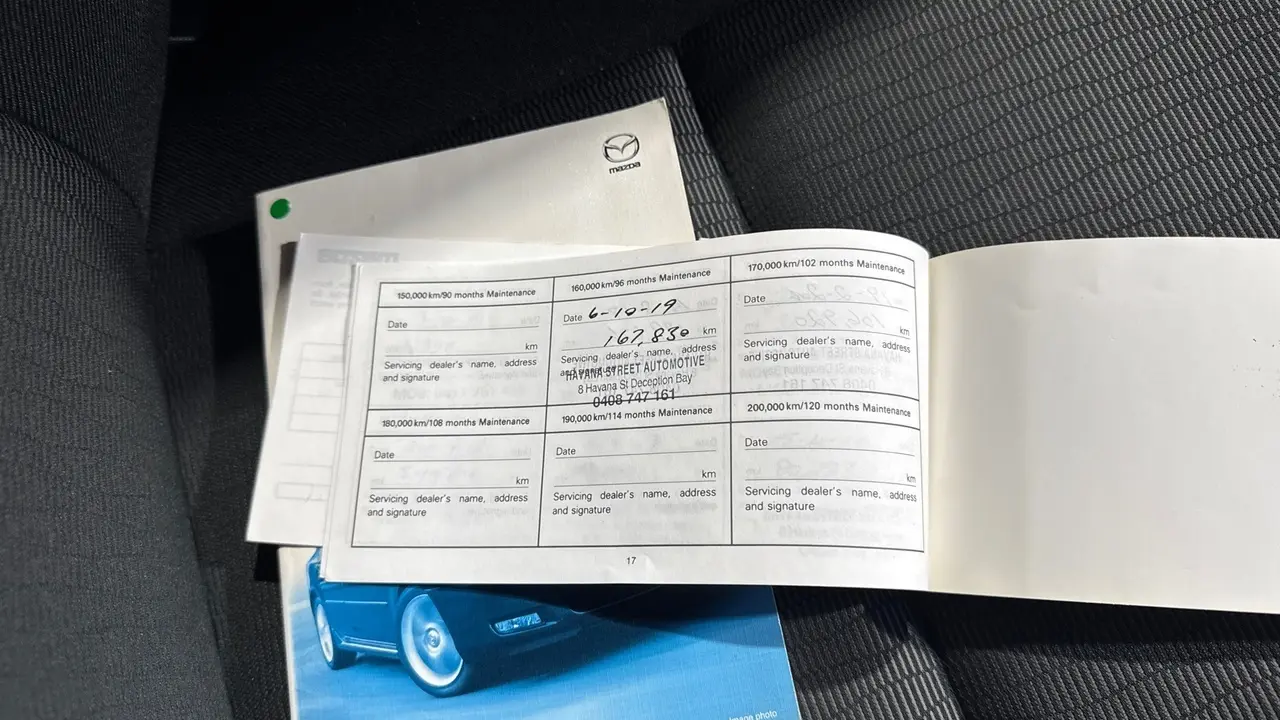 mazda
150,000 km/90 months Maintenance
Date
km
Servicing dealer's name, address
and signature
160,000 km/96 months Maintenance
Date 6-10-19
167,830 km
Servicing dealer's name, address
and signature
HAVANA STREET AUTOMOTIVE
8 Havana St Deception Bay
0408 747 161
170,000 km/102 months Maintenance
Date
km
Servicing dealer's name, address
and signature
180,000 km/108 months Maintenance
Date
km
Servicing dealer's name, address
and signature
190,000 km/114 months Maintenance
Date
km
Servicing dealer's name, address
and signature
200,000 km/120 months Maintenance
Date
km
Servicing dealer's name, address
and signature
17
Image photo